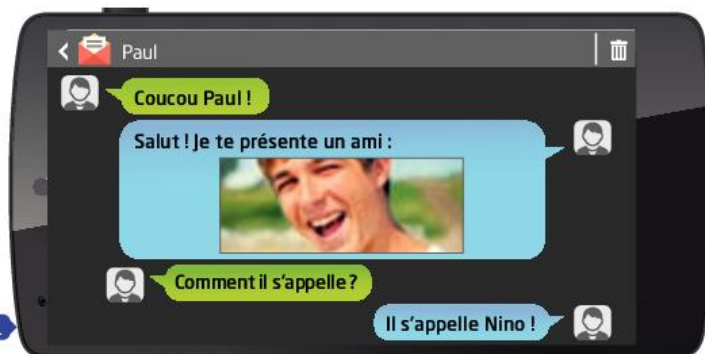 Paul
Coucou Paul !
Salut ! Je te présente un ami :
Comment il s'appelle ?
Il s'appelle Nino !